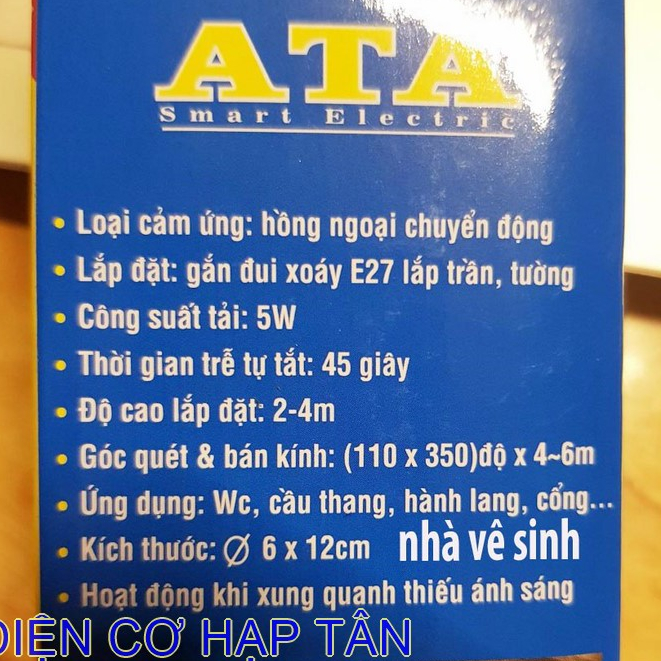 ATA
Smart Electric
• Loại cảm ứng: hồng ngoại chuyển động
• Lắp đặt: gắn đui xoáy E27 lắp trần, tường
• Công suất tải: 5W
• Thời gian trễ tự tắt: 45 giây
• Độ cao lắp đặt: 2-4m
• Góc quét & bán kính: (110 x 350)độ x 4~6m
• Ứng dụng: Wc, cầu thang, hành lang, cổng...
• Kích thước: Ø 6 x 12cm nhà vê sinh
• Hoạt động khi xung quanh thiếu ánh sáng
ĐIỆN CƠ HẠP TÂN